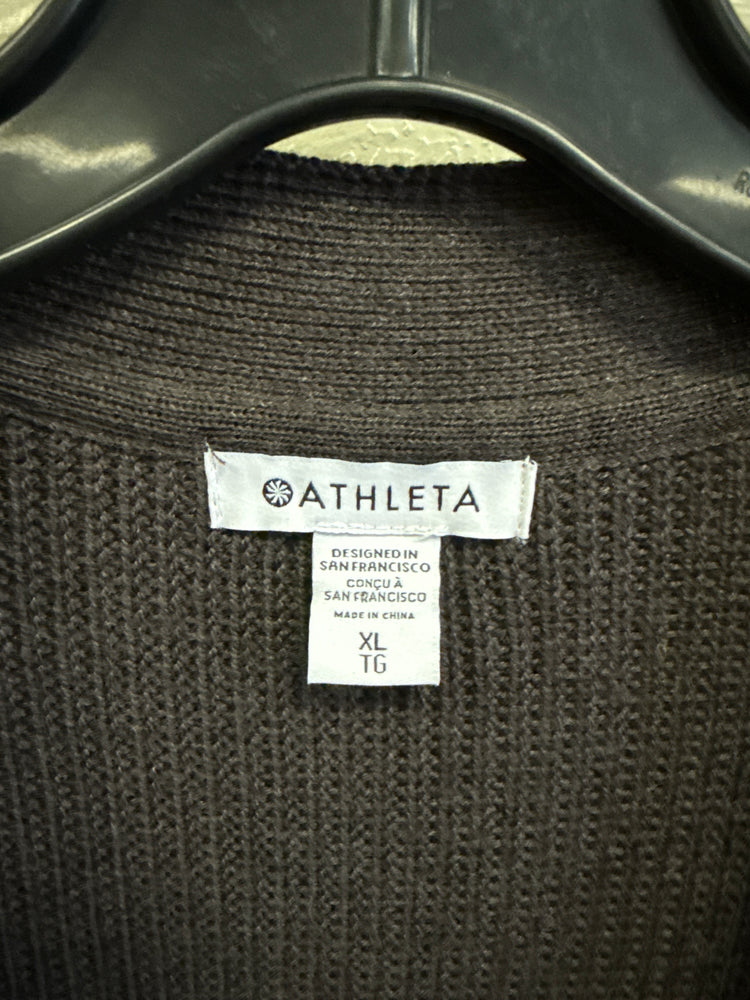 ATHLETA
DESIGNED IN
SAN FRANCISCO
CONÇU À
SAN FRANCISCO
MADE IN CHINA
XL
TG